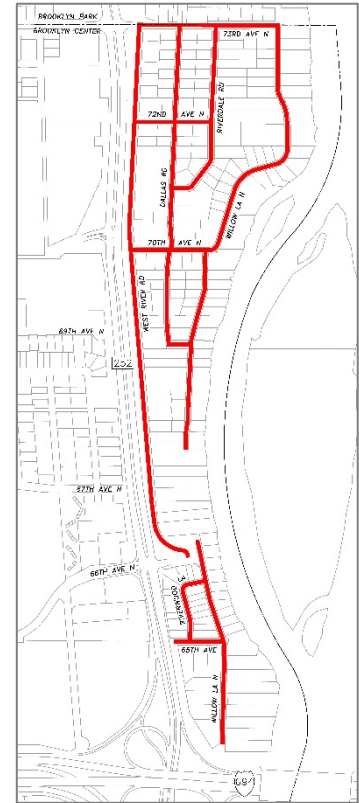 BROOKLYN PARK
BROOKLYN CENTER
73RD AVE N
RIVERDALE RD
72ND AVE N
DALLAS RD
WILLOW LA N
70TH AVE N
WEST RIVER RD
69TH AVE N
252
67TH AVE N
66TH AVE N
65TH AVE
WILLOW LA N
694